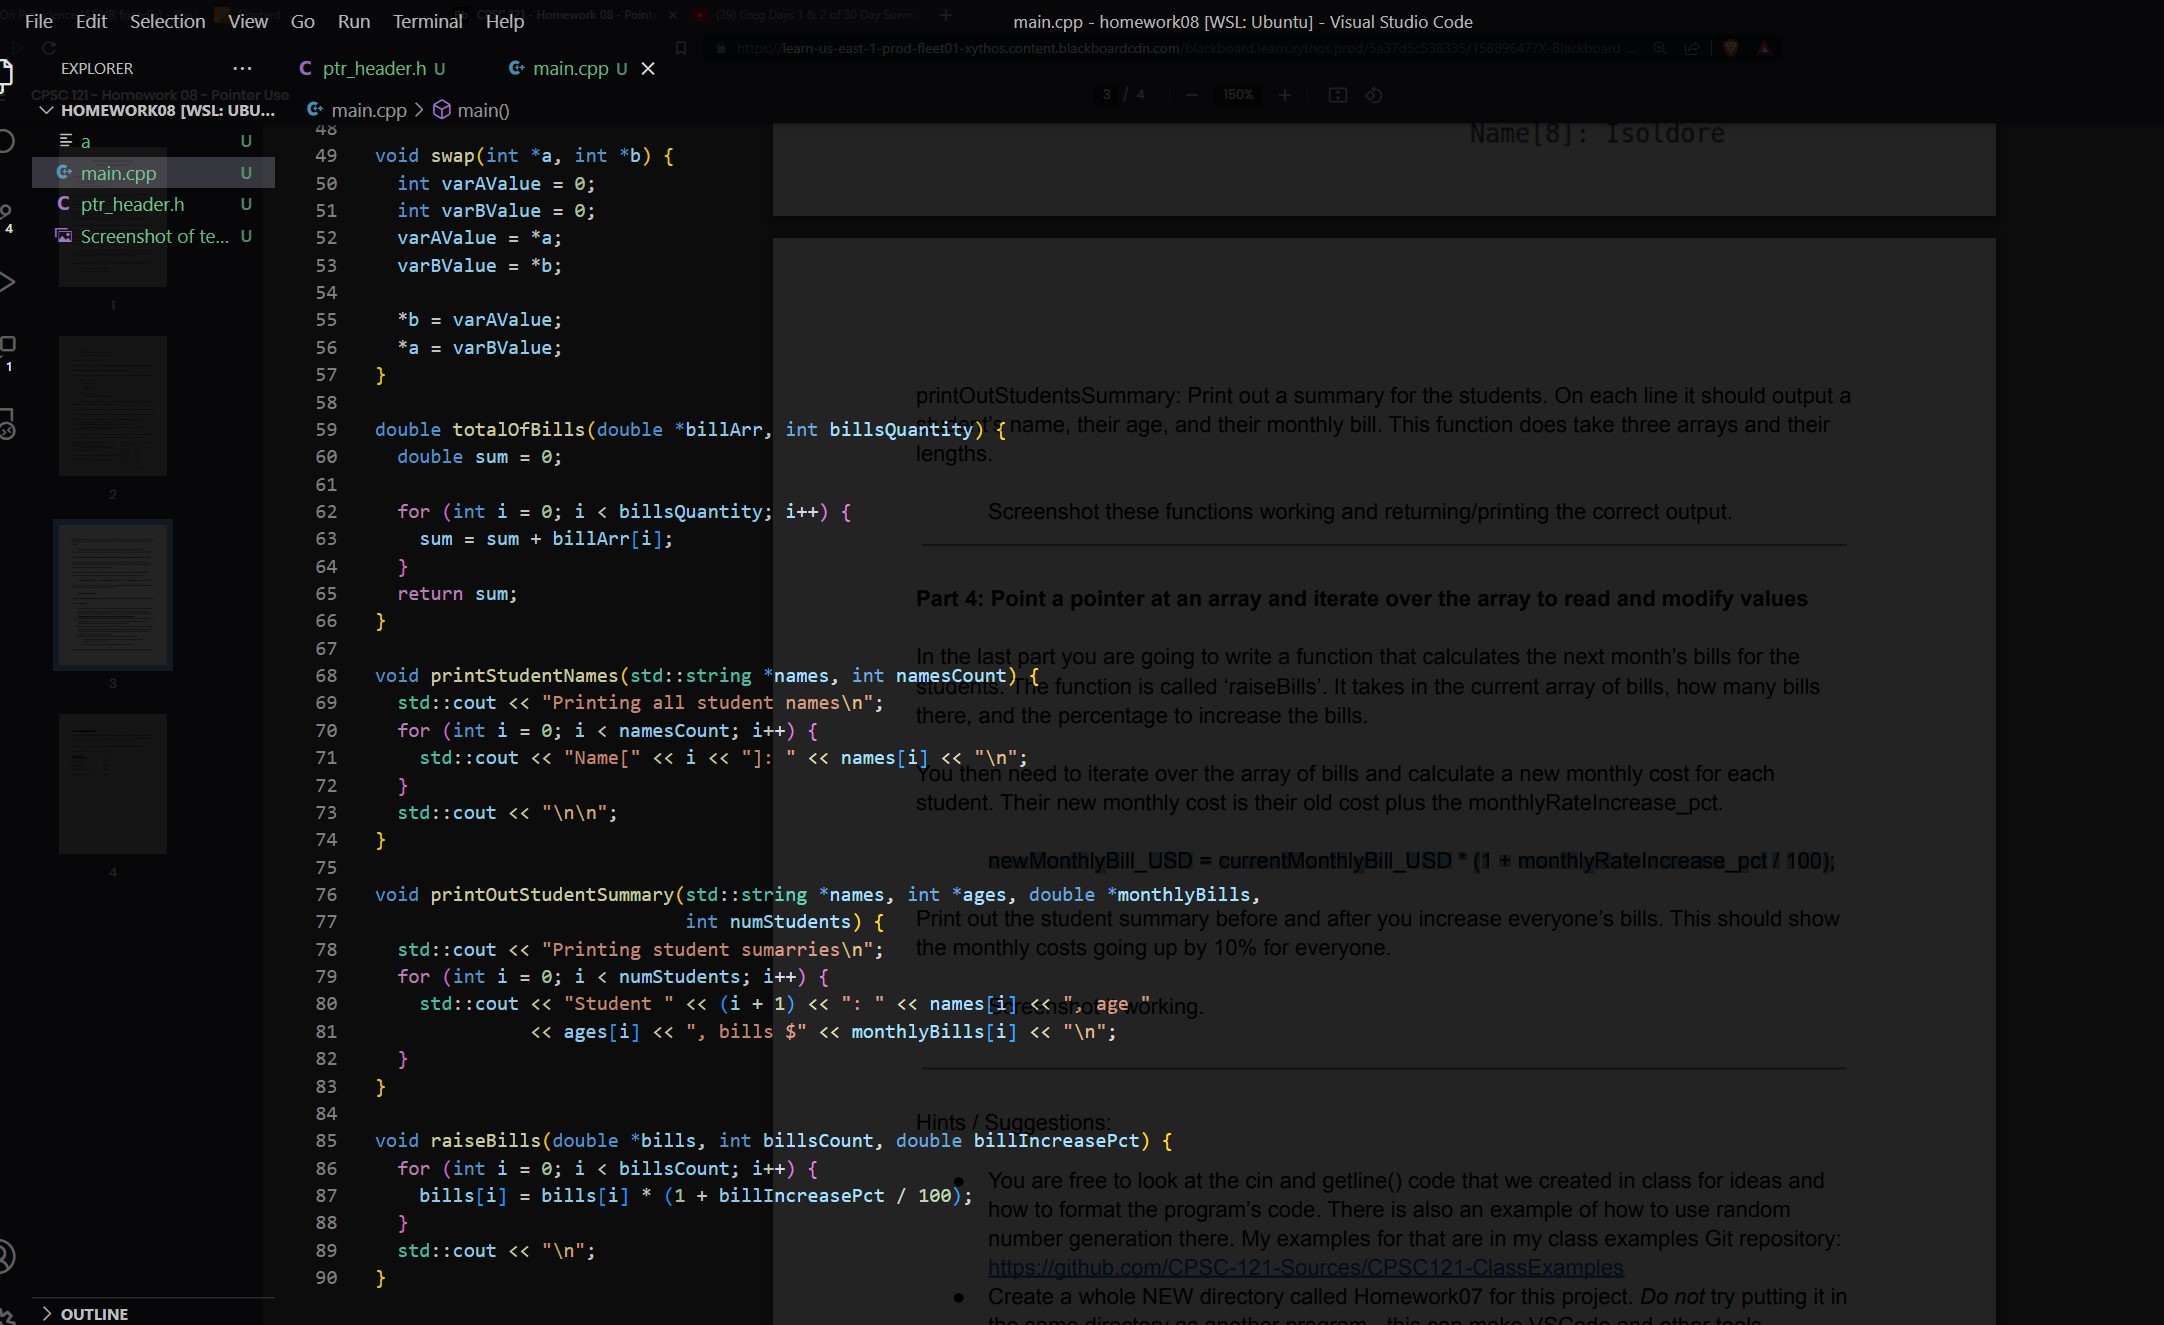 File Edit Selection View Go Run Terminal Help
main.cpp - homework08 [WSL: Ubuntu] - Visual Studio Code
EXPLORER
ptr_header.h U
main.cpp U
3 / 4
150%
CPSC 121 - Homework 08 - Pointer Use
HOMEWORK08 [WSL: UBU...
main.cpp > main()
a U
main.cpp U
ptr_header.h U
Screenshot of te... U
4
1
1
2
3
4
OUTLINE
48
49 void swap(int *a, int *b) {
50 int varAValue = 0;
51 int varBValue = 0;
52 varAValue = *a;
53 varBValue = *b;
54
55 *b = varAValue;
56 *a = varBValue;
57 }
58
59 double totalOfBills(double *billArr, int billsQuantity) {
60 double sum = 0;
61
62 for (int i = 0; i < billsQuantity; i++) {
63 sum = sum + billArr[i];
64 }
65 return sum;
66 }
67
68 void printStudentNames(std::string *names, int namesCount) {
69 std::cout << "Printing all student names\n";
70 for (int i = 0; i < namesCount; i++) {
71 std::cout << "Name[" << i << "]: " << names[i] << "\n";
72 }
73 std::cout << "\n\n";
74 }
75
76 void printOutStudentSummary(std::string *names, int *ages, double *monthlyBills,
77 int numStudents) {
78 std::cout << "Printing student sumarries\n";
79 for (int i = 0; i < numStudents; i++) {
80 std::cout << "Student " << (i + 1) << ": " << names[i] << ", age "
81 << ages[i] << ", bills $" << monthlyBills[i] << "\n";
82 }
83 }
84
85 void raiseBills(double *bills, int billsCount, double billIncreasePct) {
86 for (int i = 0; i < billsCount; i++) {
87 bills[i] = bills[i] * (1 + billIncreasePct / 100);
88 }
89 std::cout << "\n";
90 }
Name[8]: Isoldore
printOutStudentsSummary: Print out a summary for the students. On each line it should output a
student's name, their age, and their monthly bill. This function does take three arrays and their
lengths.
Screenshot these functions working and returning/printing the correct output.
Part 4: Point a pointer at an array and iterate over the array to read and modify values
In the last part you are going to write a function that calculates the next month's bills for the
students. The function is called 'raiseBills'. It takes in the current array of bills, how many bills
there, and the percentage to increase the bills.
You then need to iterate over the array of bills and calculate a new monthly cost for each
student. Their new monthly cost is their old cost plus the monthlyRateIncrease_pct.
newMonthlyBill_USD = currentMonthlyBill_USD * (1 + monthlyRateIncrease_pct / 100);
Print out the student summary before and after you increase everyone's bills. This should show
the monthly costs going up by 10% for everyone.
Screenshot working.
Hints / Suggestions:
● You are free to look at the cin and getline() code that we created in class for ideas and
how to format the program's code. There is also an example of how to use random
number generation there. My examples for that are in my class examples Git repository:
https://github.com/CPSC-121-Sources/CPSC121-ClassExamples
● Create a whole NEW directory called Homework07 for this project. Do not try putting it in